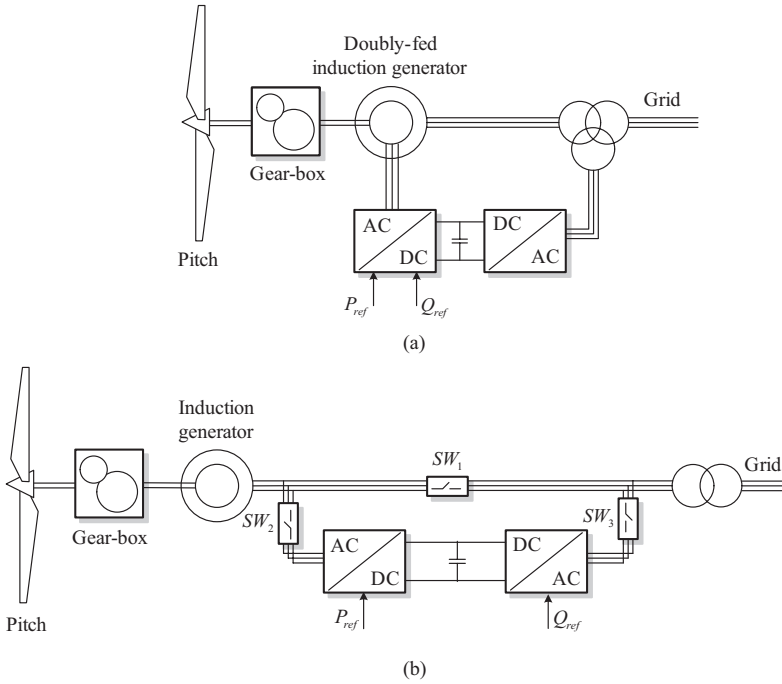 Doubly-fed
induction generator
Grid
Gear-box
AC
DC
DC
AC
Pitch
P_ref
Q_ref
(a)
Induction
generator
SW_1
Grid
SW_2
SW_3
Gear-box
AC
DC
DC
AC
Pitch
P_ref
Q_ref
(b)